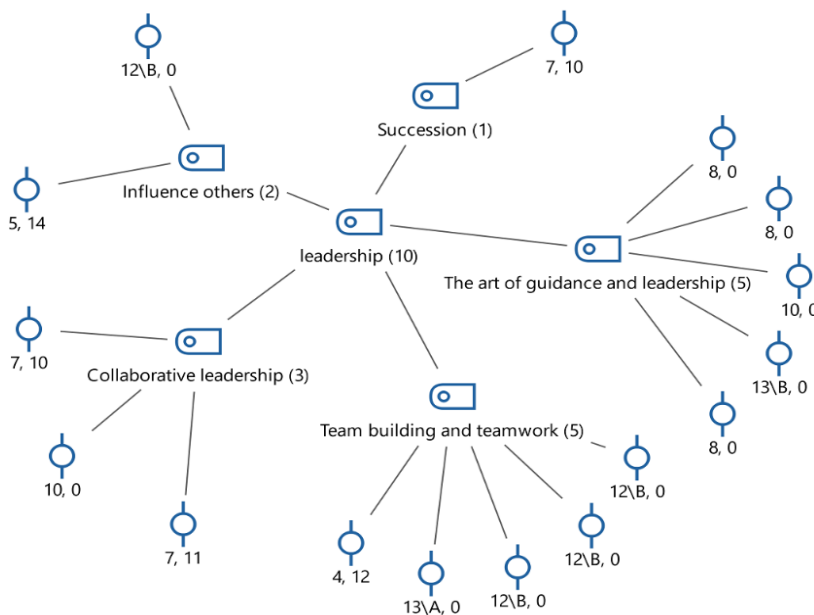 12\B, 0
7, 10
Succession (1)
8, 0
Influence others (2)
5, 14
8, 0
leadership (10)
The art of guidance and leadership (5)
10, 0
7, 10
Collaborative leadership (3)
13\B, 0
8, 0
Team building and teamwork (5)
10, 0
12\B, 0
7, 11
12\B, 0
4, 12
13\A, 0
12\B, 0